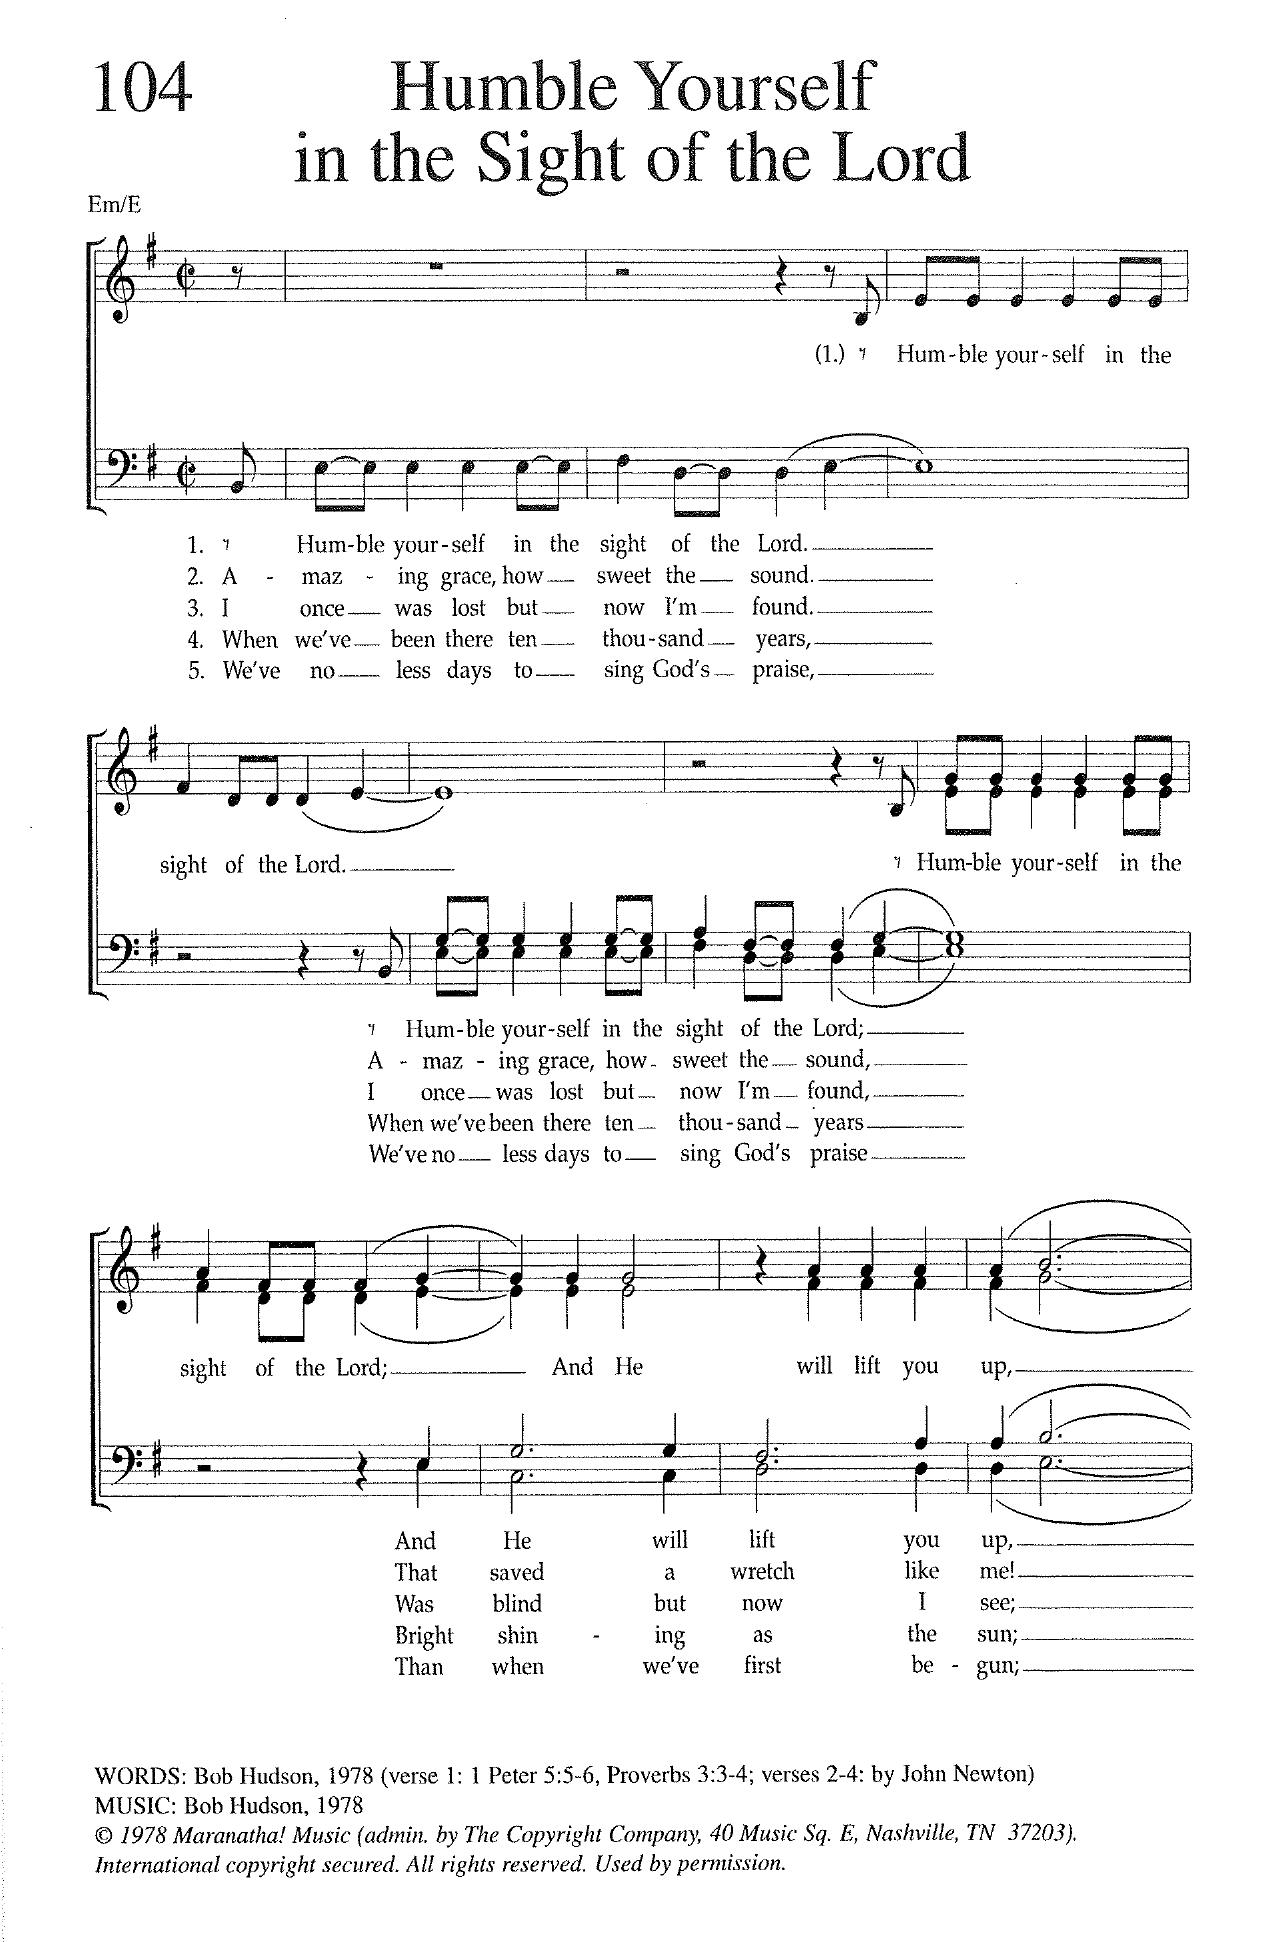 104
Humble Yourself
in the Sight of the Lord
Em/E
(1.) Hum-ble your-self in the
1. Hum-ble your-self in the sight of the Lord.
2. A - maz - ing grace, how sweet the sound.
3. I once was lost but now I'm found.
4. When we've been there ten thou-sand years,
5. We've no less days to sing God's praise,
sight of the Lord. Hum-ble your-self in the
Hum-ble your-self in the sight of the Lord;
A - maz - ing grace, how sweet the sound,
I once was lost but now I'm found,
When we've been there ten thou-sand years
We've no less days to sing God's praise
sight of the Lord; And He will lift you up,
And He will lift you up,
That saved a wretch like me!
Was blind but now I see;
Bright shin - ing as the sun;
Than when we've first be - gun;
WORDS: Bob Hudson, 1978 (verse 1: 1 Peter 5:5-6, Proverbs 3:3-4; verses 2-4: by John Newton)
MUSIC: Bob Hudson, 1978
© 1978 Maranatha! Music (admin. by The Copyright Company, 40 Music Sq. E, Nashville, TN 37203).
International copyright secured. All rights reserved. Used by permission.